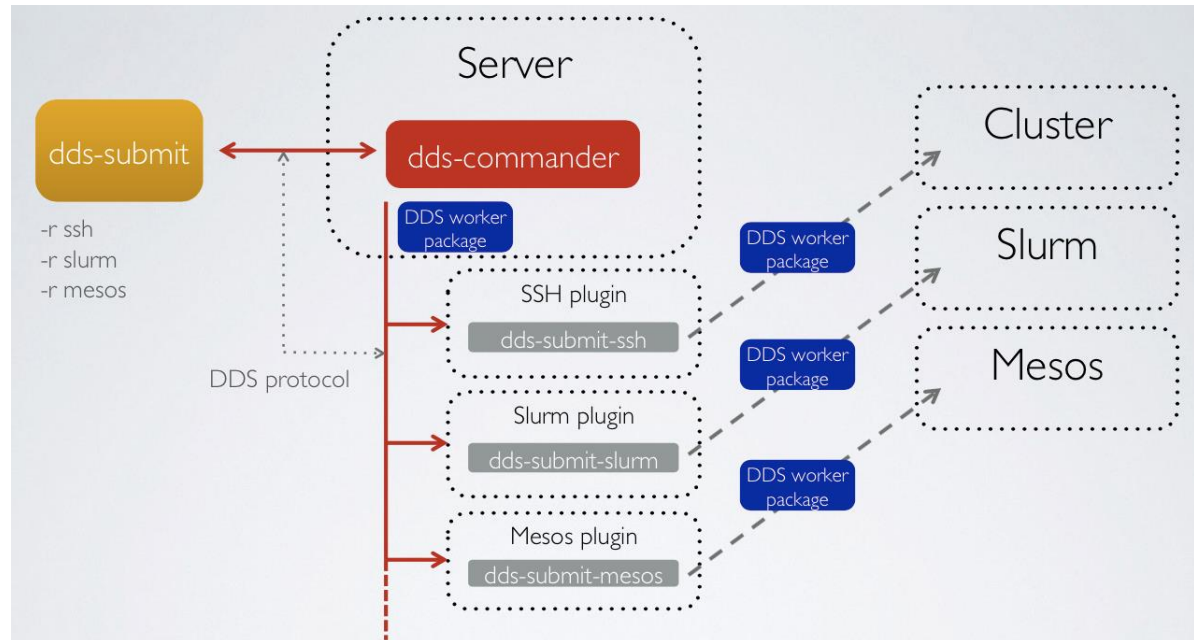 Server
dds-submit
dds-commander
-r ssh
-r slurm
-r mesos
DDS worker
package
DDS protocol
SSH plugin
dds-submit-ssh
Slurm plugin
dds-submit-slurm
Mesos plugin
dds-submit-mesos
DDS worker
package
DDS worker
package
DDS worker
package
Cluster
Slurm
Mesos